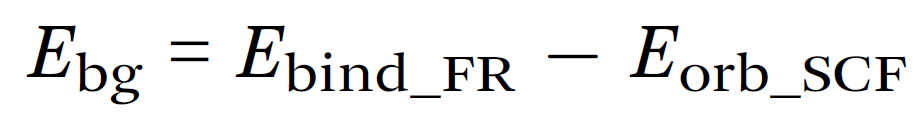 E_bg = E_bind_FR − E_orb_SCF